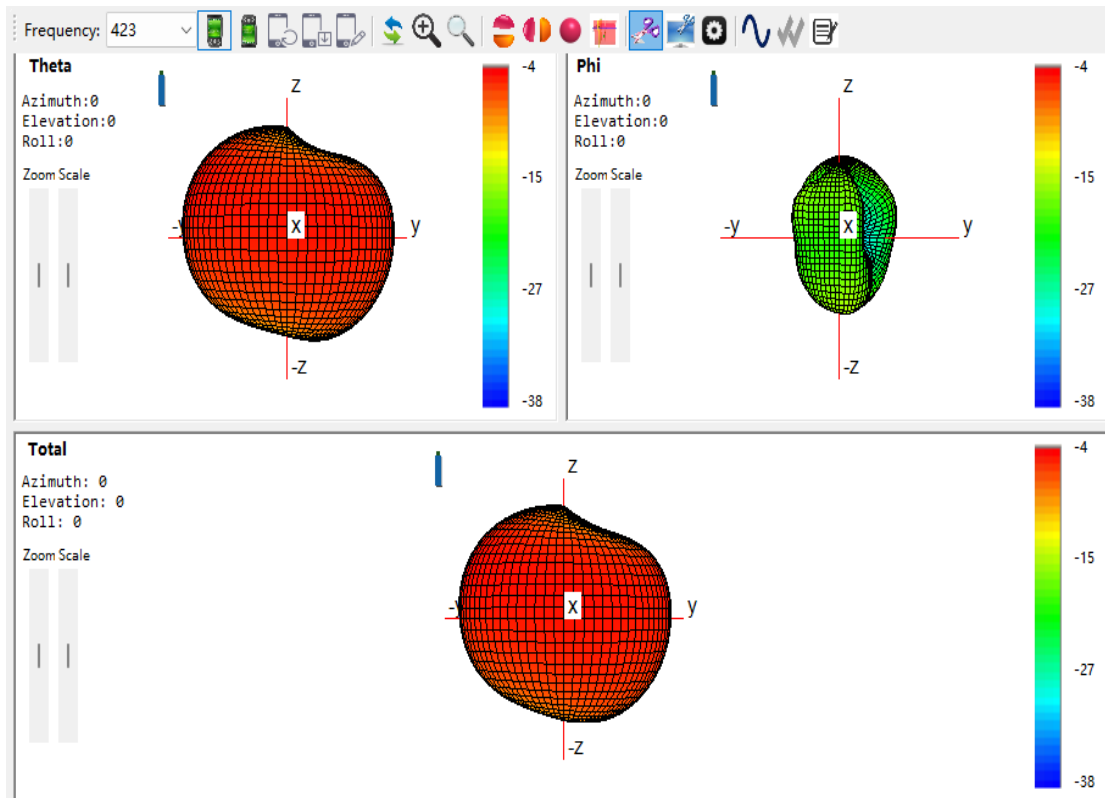 Frequency: 423
Theta
Azimuth:0
Elevation:0
Roll:0
Zoom Scale
z
-y
x
y
-z
-4
-15
-27
-38
Phi
Azimuth:0
Elevation:0
Roll:0
Zoom Scale
z
-y
x
y
-z
-4
-15
-27
-38
Total
Azimuth: 0
Elevation: 0
Roll: 0
Zoom Scale
z
-y
x
y
-z
-4
-15
-27
-38